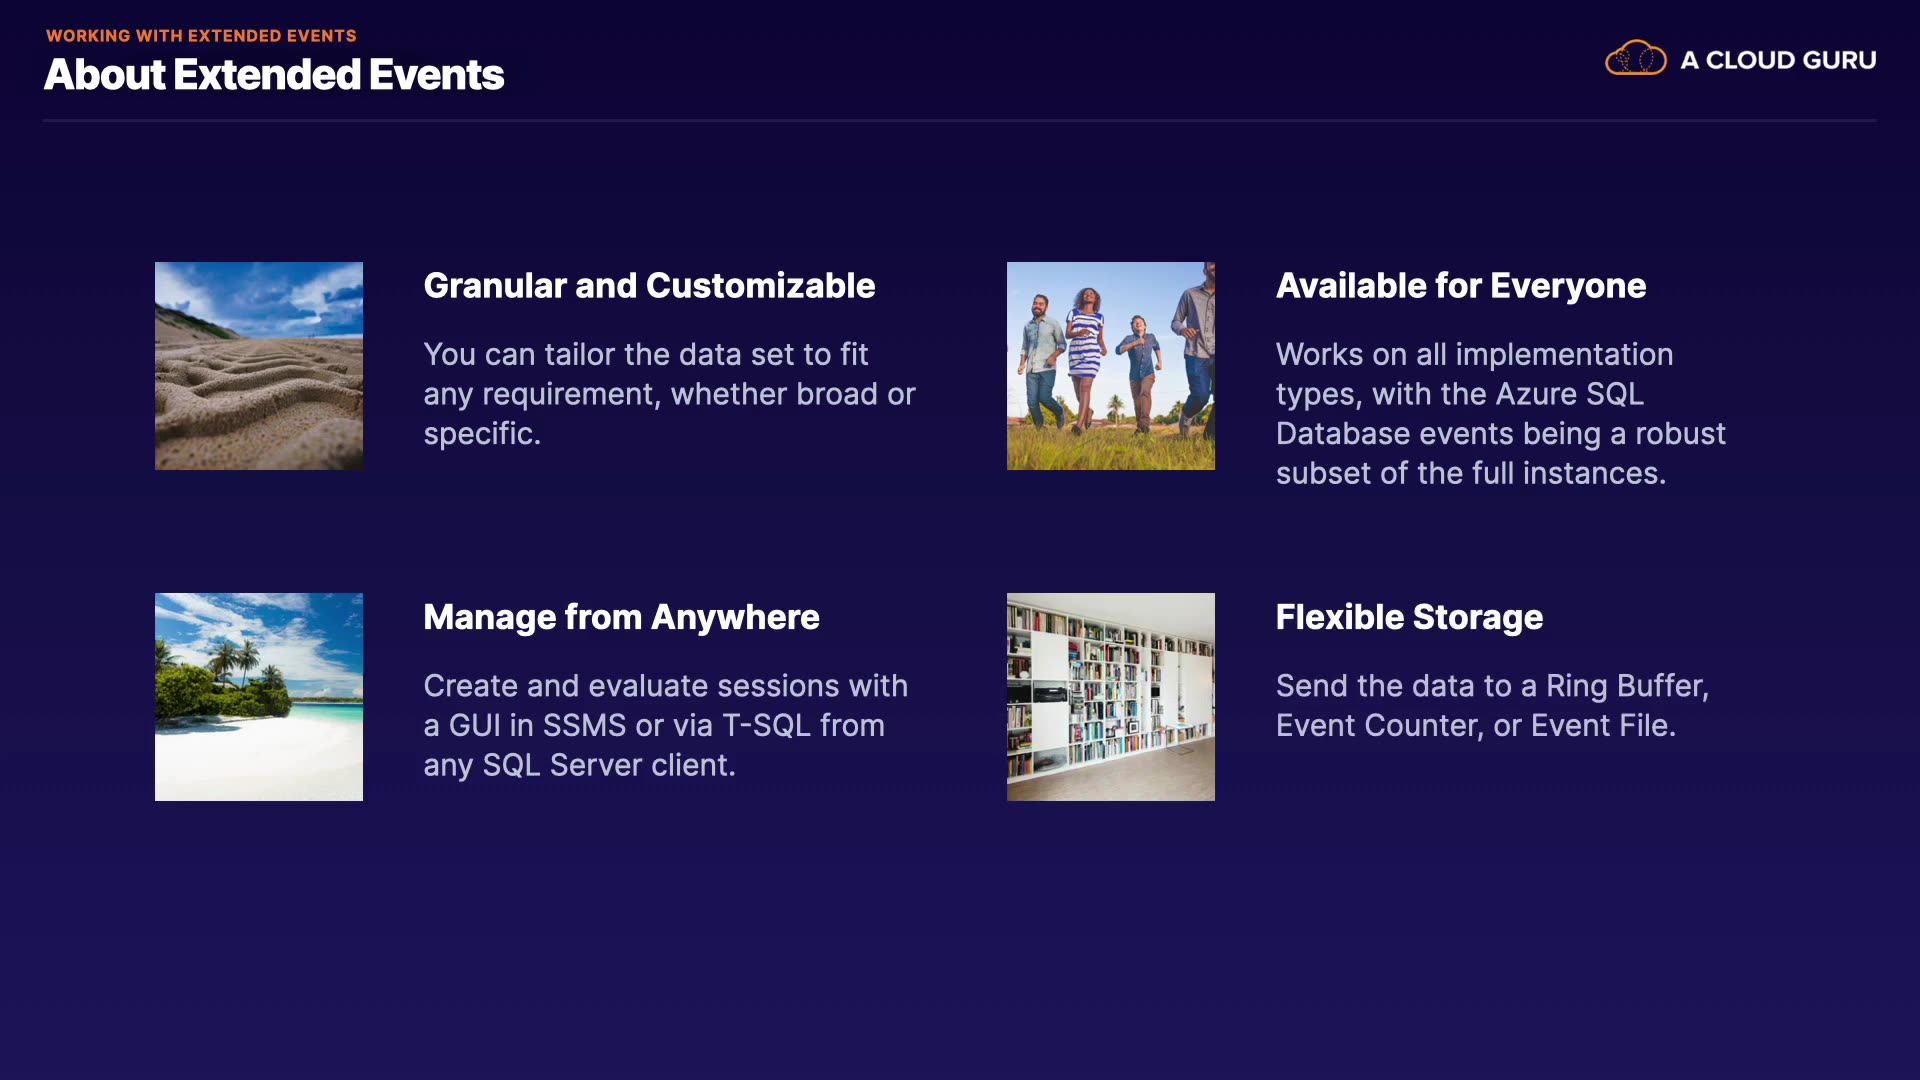 WORKING WITH EXTENDED EVENTS
About Extended Events
A CLOUD GURU
Granular and Customizable
You can tailor the data set to fit
any requirement, whether broad or
specific.
Available for Everyone
Works on all implementation
types, with the Azure SQL
Database events being a robust
subset of the full instances.
Manage from Anywhere
Create and evaluate sessions with
a GUI in SSMS or via T-SQL from
any SQL Server client.
Flexible Storage
Send the data to a Ring Buffer,
Event Counter, or Event File.